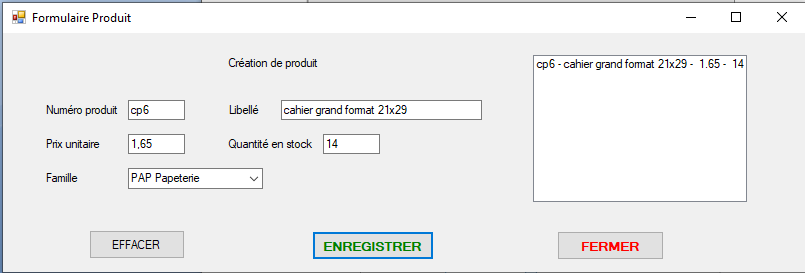 Formulaire Produit
Création de produit
cp6 - cahier grand format 21x29 -  1.65 -  14
Numéro produit cp6 Libellé cahier grand format 21x29
Prix unitaire 1,65 Quantité en stock 14
Famille PAP Papeterie
EFFACER ENREGISTRER FERMER